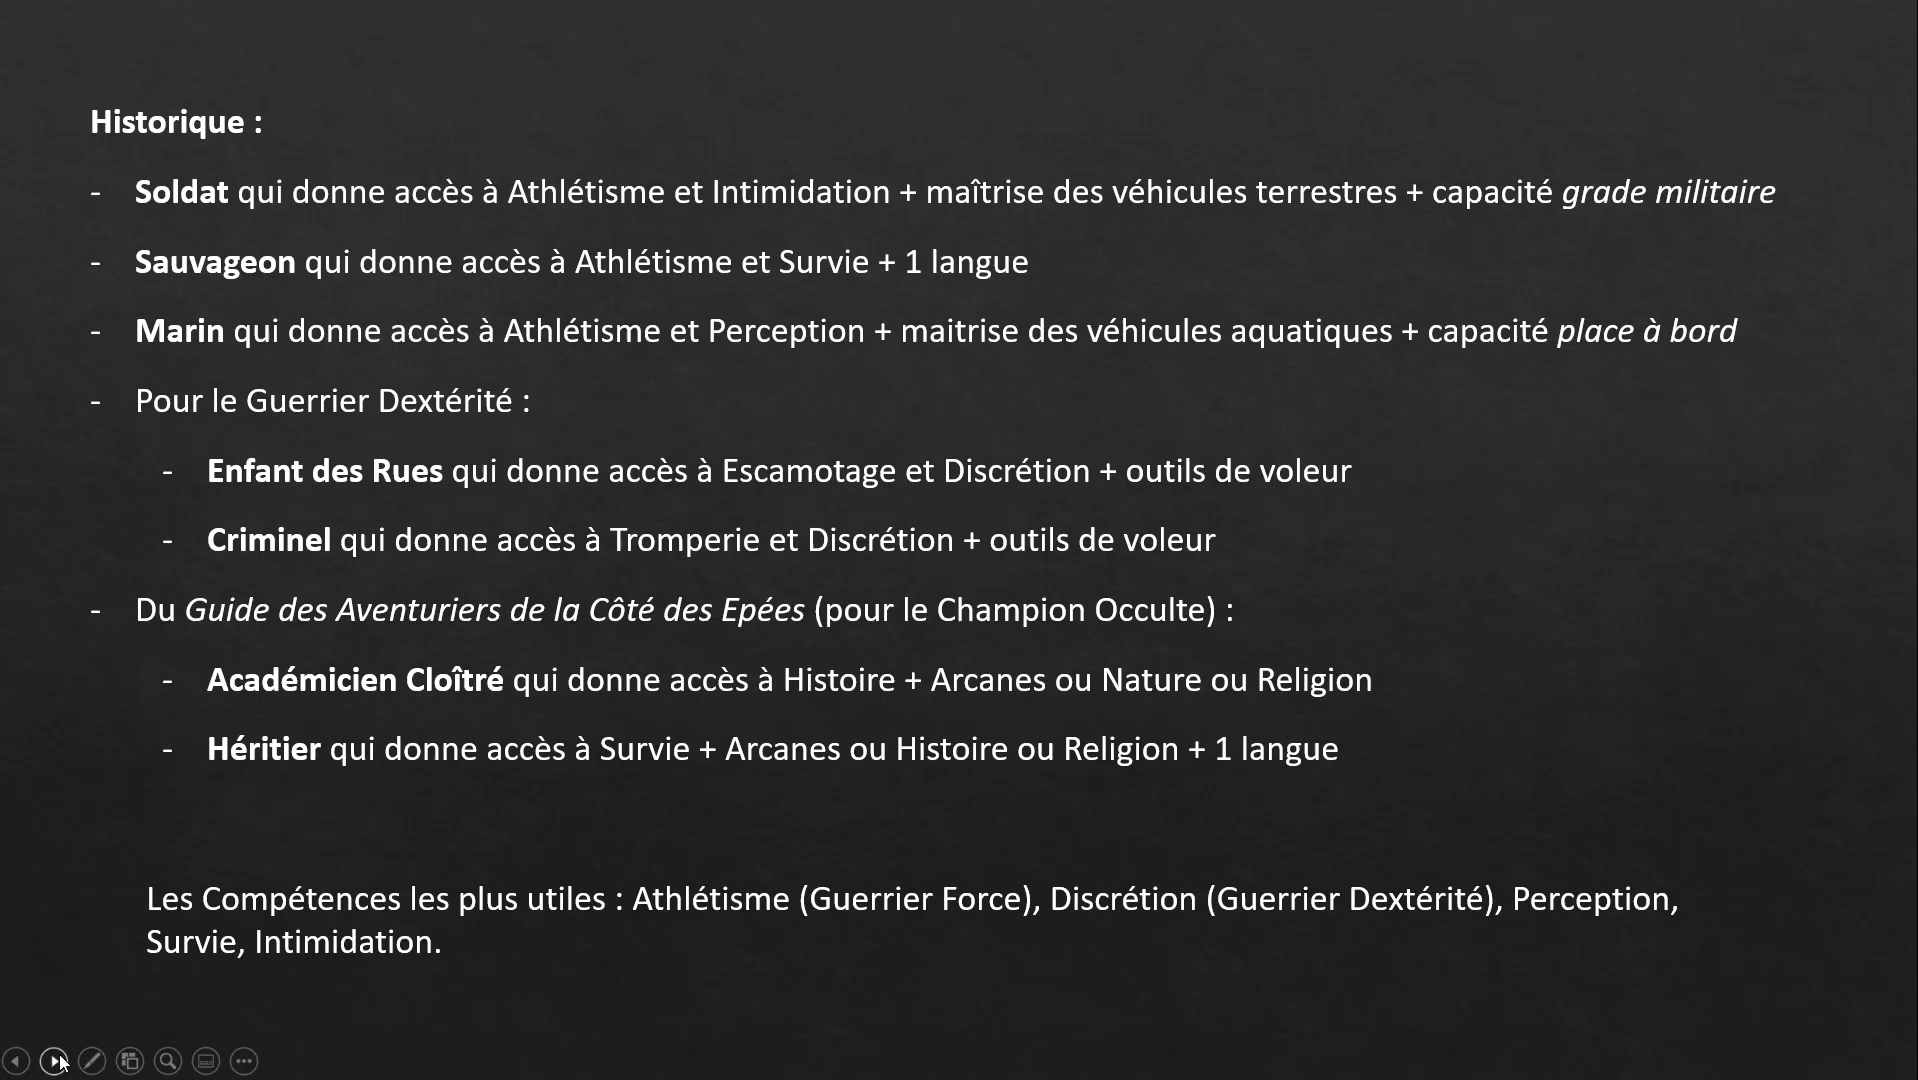 Historique :
- Soldat qui donne accès à Athlétisme et Intimidation + maîtrise des véhicules terrestres + capacité grade militaire
- Sauvageon qui donne accès à Athlétisme et Survie + 1 langue
- Marin qui donne accès à Athlétisme et Perception + maitrise des véhicules aquatiques + capacité place à bord
- Pour le Guerrier Dextérité :
- Enfant des Rues qui donne accès à Escamotage et Discrétion + outils de voleur
- Criminel qui donne accès à Tromperie et Discrétion + outils de voleur
- Du Guide des Aventuriers de la Côté des Epées (pour le Champion Occulte) :
- Académicien Cloîtré qui donne accès à Histoire + Arcanes ou Nature ou Religion
- Héritier qui donne accès à Survie + Arcanes ou Histoire ou Religion + 1 langue
Les Compétences les plus utiles : Athlétisme (Guerrier Force), Discrétion (Guerrier Dextérité), Perception,
Survie, Intimidation.